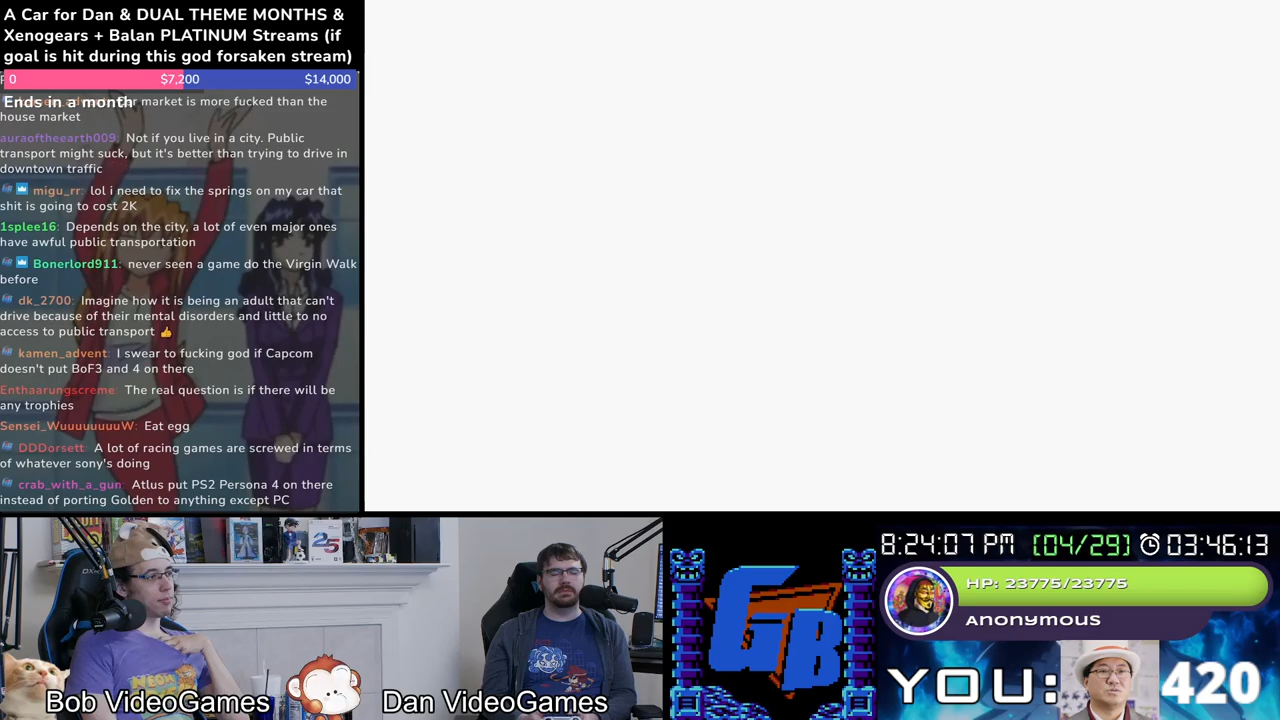 A Car for Dan & DUAL THEME MONTHS &
Xenogears + Balan PLATINUM Streams (if
goal is hit during this god forsaken stream)
0 $7,200 $14,000
Ends in a month
market is more fucked than the
house market
auraoftheearth009: Not if you live in a city. Public
transport might suck, but it's better than trying to drive in
downtown traffic
migu_rr: lol i need to fix the springs on my car that
shit is going to cost 2K
1splee16: Depends on the city, a lot of even major ones
have awful public transportation
Bonerlord911: never seen a game do the Virgin Walk
before
dk_2700: Imagine how it is being an adult that can't
drive because of their mental disorders and little to no
access to public transport 👍
kamen_advent: I swear to fucking god if Capcom
doesn't put BoF3 and 4 on there
Enthaarungscreme: The real question is if there will be
any trophies
Sensei_WuuuuuuuuW: Eat egg
DDDorsett: A lot of racing games are screwed in terms
of whatever sony's doing
crab_with_a_gun: Atlus put PS2 Persona 4 on there
instead of porting Golden to anything except PC
Bob VideoGames
Dan VideoGames
GB
8:24:07 PM [04/29] 03:46:13
HP: 23775/23775
Anonymous
YOU: 420